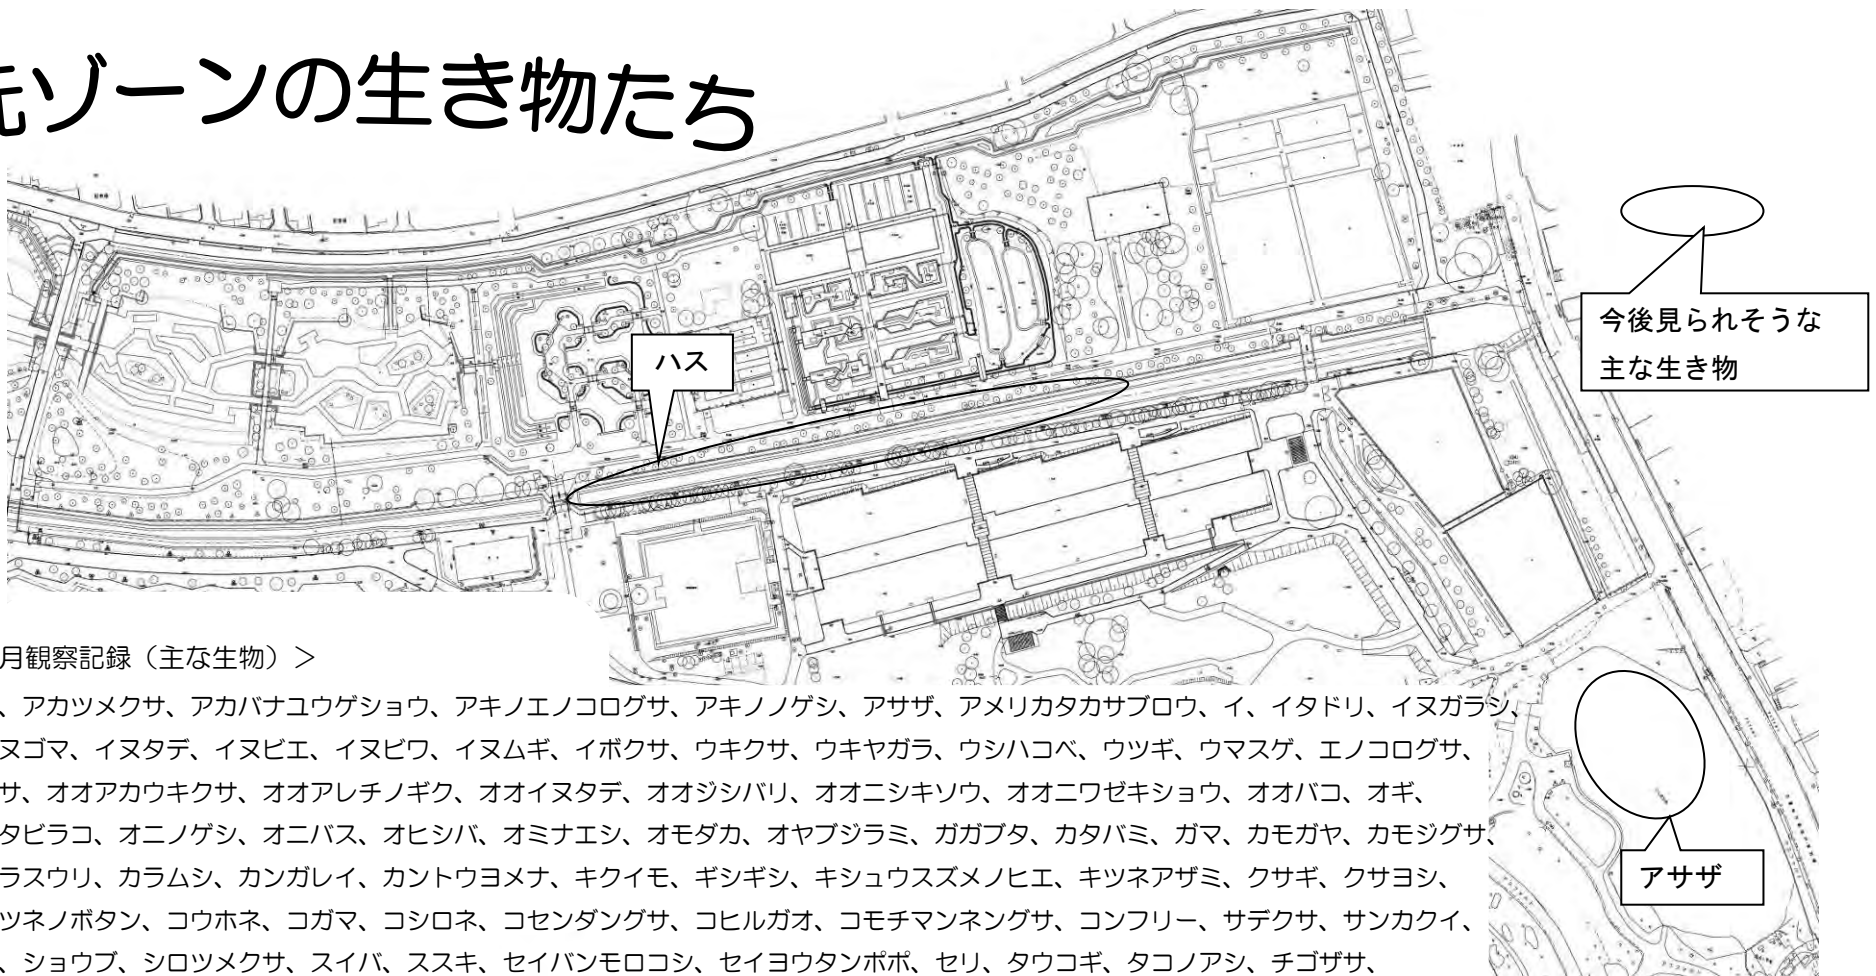 ゾーンの生き物たち
今後見られそうな
主な生き物
ハス
月観察記録（主な生物）＞
、アカツメクサ、アカバナユウゲショウ、アキノエノコログサ、アキノノゲシ、アサザ、アメリカタカサブロウ、イ、イタドリ、イヌガラシ、
ヌゴマ、イヌタデ、イヌビエ、イヌビワ、イヌムギ、イボクサ、ウキクサ、ウキヤガラ、ウシハコベ、ウツギ、ウマスゲ、エノコログサ、
サ、オオアカウキクサ、オオアレチノギク、オオイヌタデ、オオジシバリ、オオニシキソウ、オオニワゼキショウ、オオバコ、オギ、
タビラコ、オニノゲシ、オニバス、オヒシバ、オミナエシ、オモダカ、オヤブジラミ、ガガブタ、カタバミ、ガマ、カモガヤ、カモジグサ、
ラスウリ、カラムシ、カンガレイ、カントウヨメナ、キクイモ、ギシギシ、キシュウスズメノヒエ、キツネアザミ、クサギ、クサヨシ、
ツネノボタン、コウホネ、コガマ、コシロネ、コセンダングサ、コヒルガオ、コモチマンネングサ、コンフリー、サデクサ、サンカクイ、
、ショウブ、シロツメクサ、スイバ、ススキ、セイバンモロコシ、セイヨウタンポポ、セリ、タウコギ、タコノアシ、チゴザサ、
アサザ